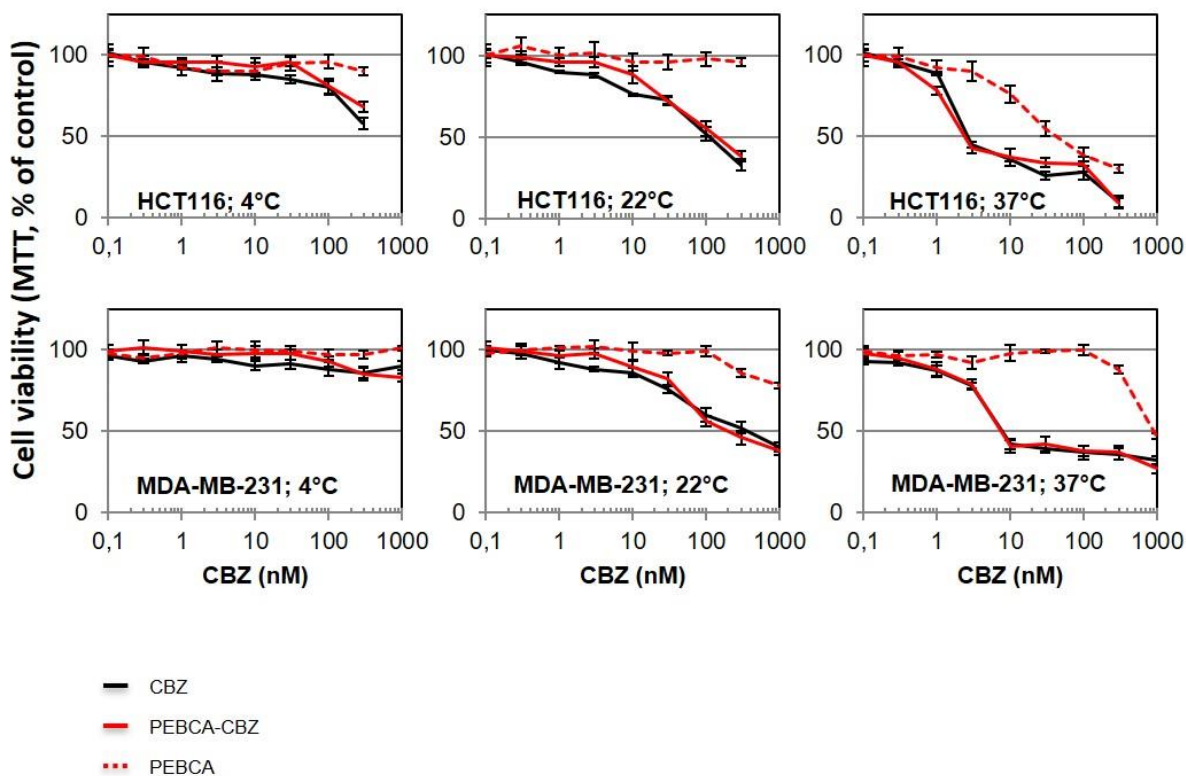 Cell viability (MTT, % of control)
100
50
0
HCT116; 4°C
0,1 1 10 100 1000
100
50
0
HCT116; 22°C
0,1 1 10 100 1000
100
50
0
HCT116; 37°C
0,1 1 10 100 1000
100
50
0
MDA-MB-231; 4°C
0,1 1 10 100 1000
CBZ (nM)
100
50
0
MDA-MB-231; 22°C
0,1 1 10 100 1000
CBZ (nM)
100
50
0
MDA-MB-231; 37°C
0,1 1 10 100 1000
CBZ (nM)
CBZ
PEBCA-CBZ
PEBCA